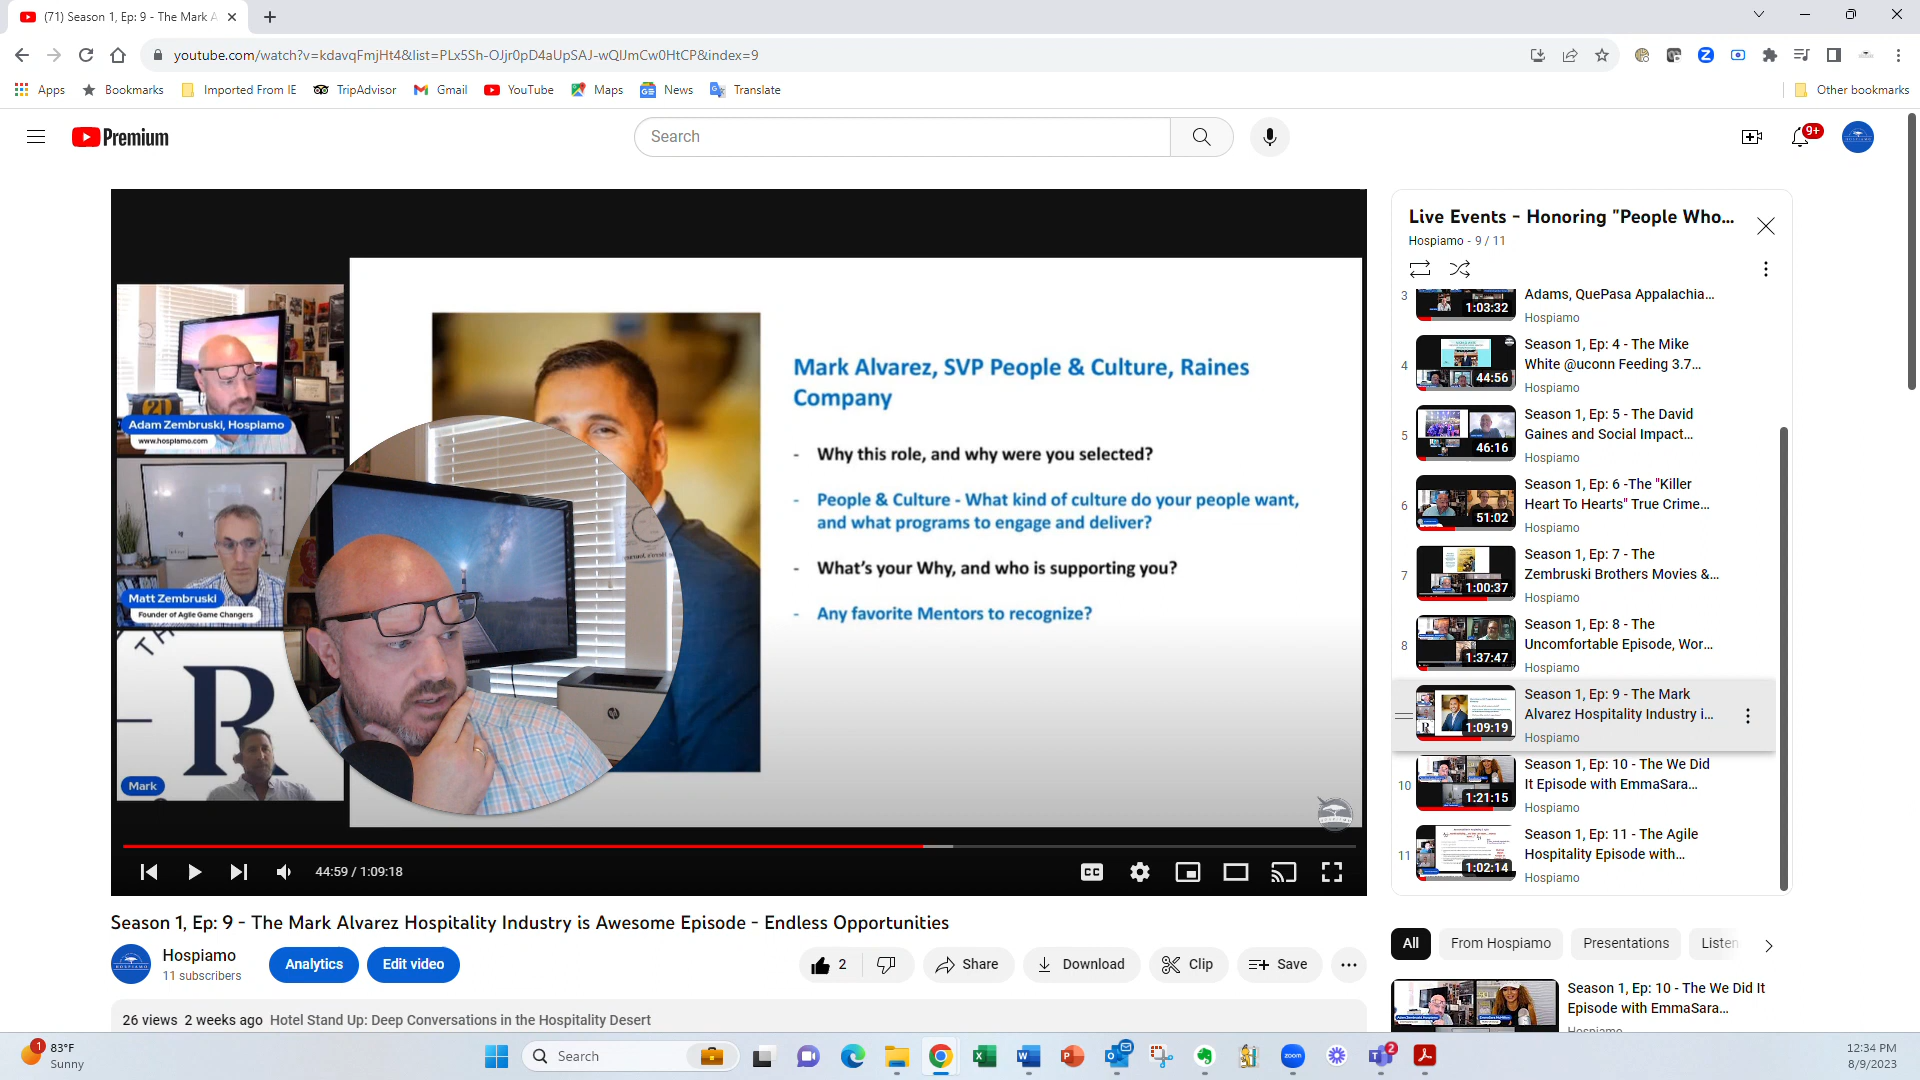 (71) Season 1, Ep: 9 - The Mark A
youtube.com/watch?v=kdavqFmjHt4&list=PLx5Sh-OJjr0pD4aUpSAJ-wQlJmCw0HtCP&index=9
Apps Bookmarks Imported From IE TripAdvisor Gmail YouTube Maps News Translate Other bookmarks
Premium
Search
9+
Adam Zembruski, Hospiamo
www.hospiamo.com
Matt Zembruski
Founder of Agile Game Changers
THE
R
Mark
Mark Alvarez, SVP People & Culture, Raines
Company
- Why this role, and why were you selected?
- People & Culture - What kind of culture do your people want,
and what programs to engage and deliver?
- What's your Why, and who is supporting you?
- Any favorite Mentors to recognize?
hp
HOSPIAMO
44:59 / 1:09:18
CC
Season 1, Ep: 9 - The Mark Alvarez Hospitality Industry is Awesome Episode - Endless Opportunities
Hospiamo
11 subscribers
Analytics
Edit video
2
Share
Download
Clip
Save
26 views 2 weeks ago Hotel Stand Up: Deep Conversations in the Hospitality Desert
Live Events - Honoring "People Who...
Hospiamo - 9 / 11
3
1:03:32
Adams, QuePasa Appalachia...
Hospiamo
4
44:56
Season 1, Ep: 4 - The Mike
White @uconn Feeding 3.7...
Hospiamo
5
46:16
Season 1, Ep: 5 - The David
Gaines and Social Impact...
Hospiamo
6
51:02
Season 1, Ep: 6 -The "Killer
Heart To Hearts" True Crime...
Hospiamo
7
1:00:37
Season 1, Ep: 7 - The
Zembruski Brothers Movies &...
Hospiamo
8
1:37:47
Season 1, Ep: 8 - The
Uncomfortable Episode, Wor...
Hospiamo
1:09:19
Season 1, Ep: 9 - The Mark
Alvarez Hospitality Industry i...
Hospiamo
10
1:21:15
Season 1, Ep: 10 - The We Did
It Episode with EmmaSara...
Hospiamo
11
1:02:14
Season 1, Ep: 11 - The Agile
Hospitality Episode with...
Hospiamo
All
From Hospiamo
Presentations
Listen
Season 1, Ep: 10 - The We Did It
Episode with EmmaSara...
Hospiamo
1
83°F
Sunny
Search
zoom
2
12:34 PM
8/9/2023